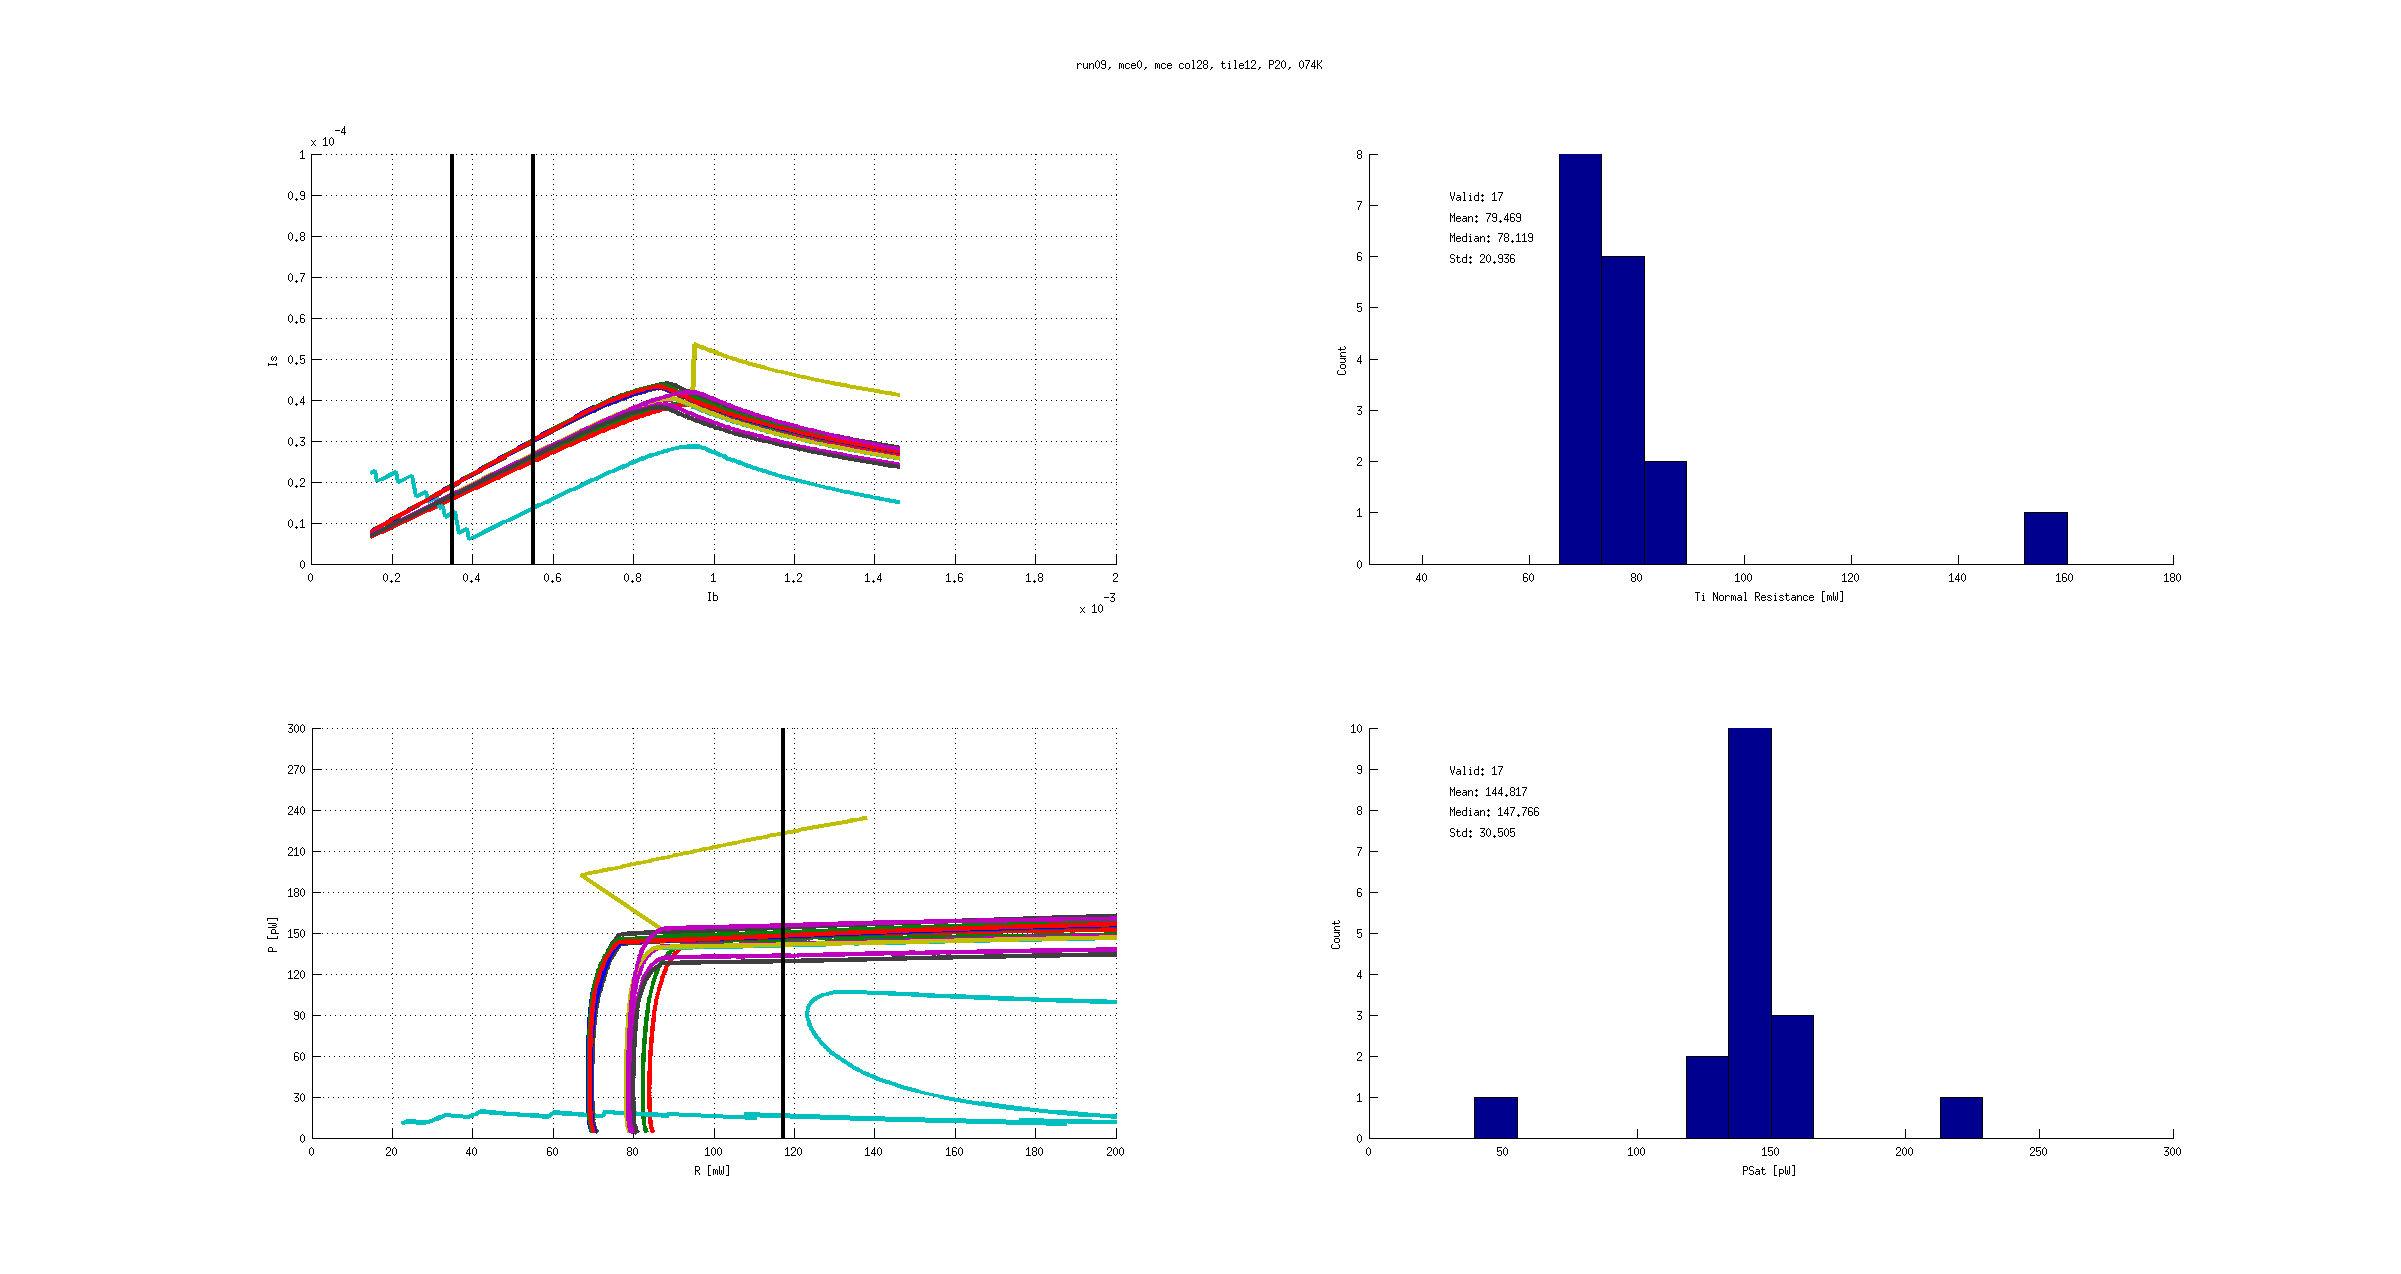 run09, mce0, mce col28, tile12, P20, 074K
x 10 -4
1
0.9
0.8
0.7
0.6
0.5
0.4
0.3
0.2
0.1
0
Is
0 0.2 0.4 0.6 0.8 1 1.2 1.4 1.6 1.8 2
Ib
x 10 -3
8
7
6
5
4
3
2
1
0
Count
Valid: 17
Mean: 79.469
Median: 78.119
Std: 20.936
40 60 80 100 120 140 160 180
Ti Normal Resistance [mW]
300
270
240
210
180
150
120
90
60
30
0
P [pW]
0 20 40 60 80 100 120 140 160 180 200
R [mW]
10
9
8
7
6
5
4
3
2
1
0
Count
Valid: 17
Mean: 144.817
Median: 147.766
Std: 30.505
0 50 100 150 200 250 300
PSat [pW]